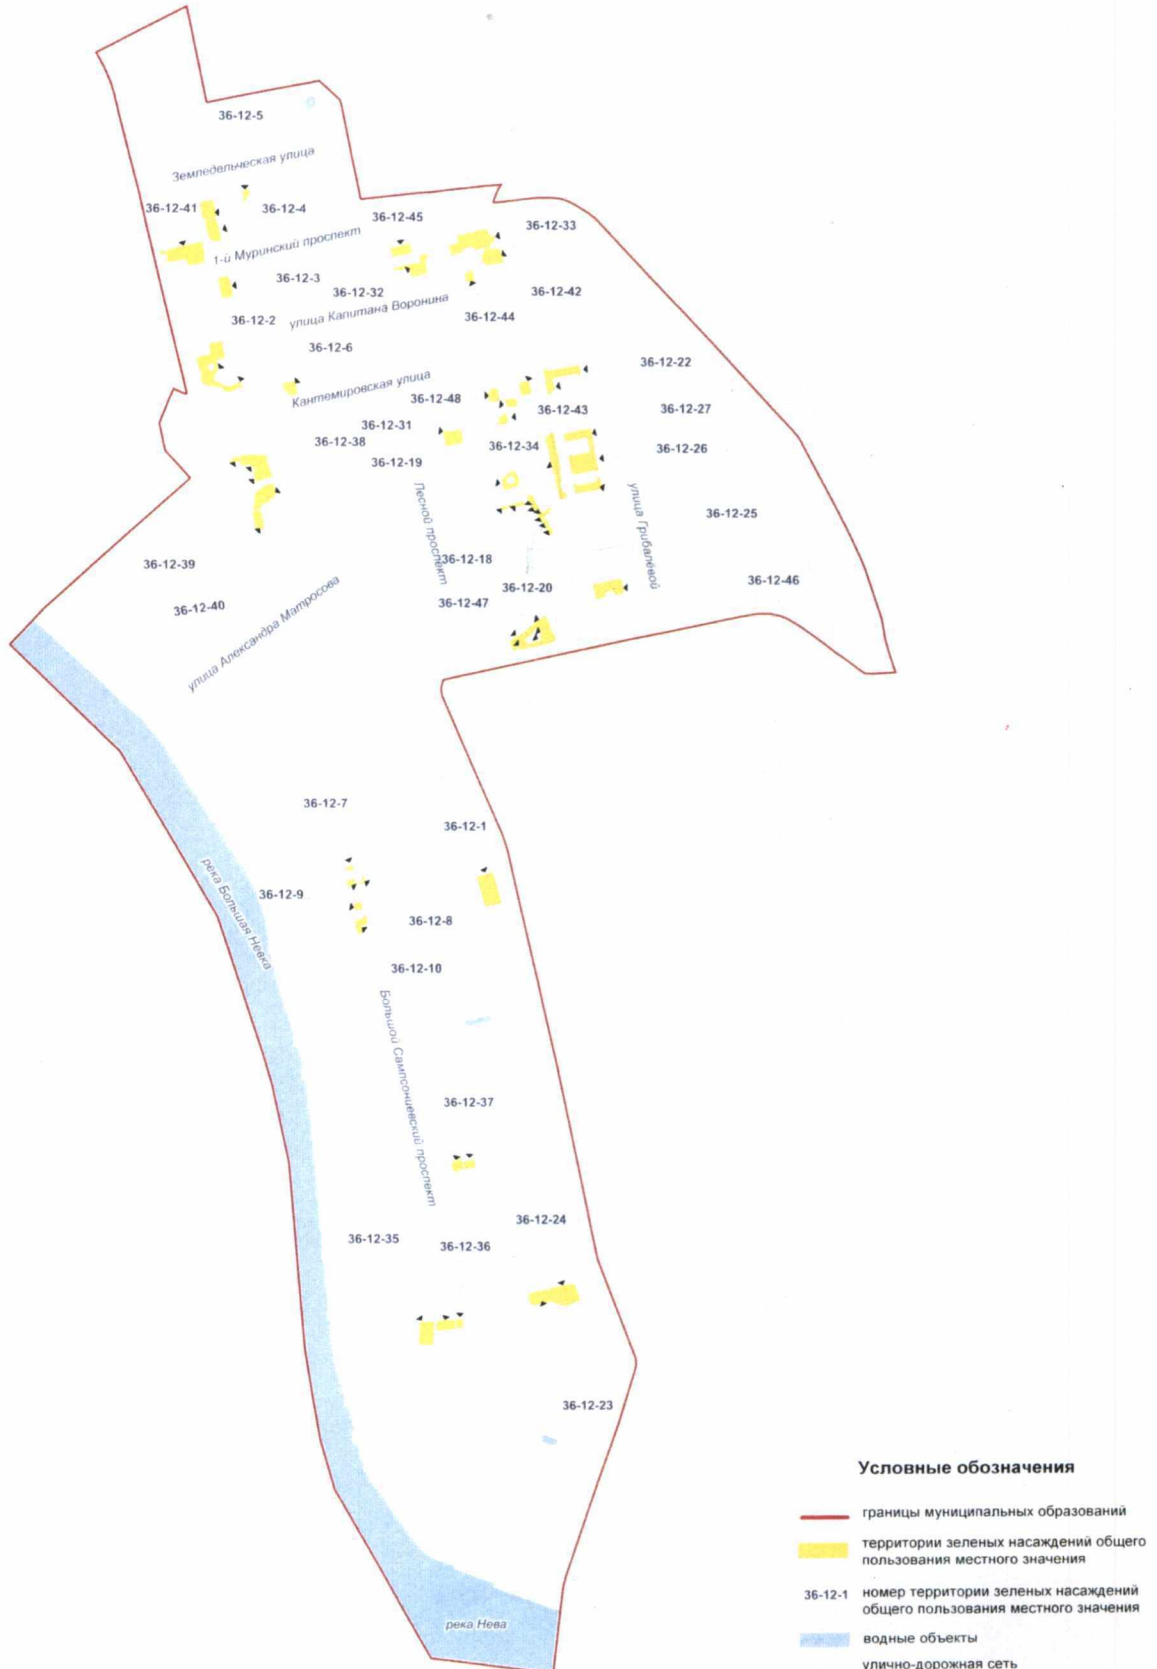 36-12-5
Земледельческая улица
36-12-41
36-12-4
36-12-45
36-12-33
1-й Муринский проспект
36-12-3
36-12-32
36-12-42
улица Капитана Воронина
36-12-2
36-12-44
36-12-6
36-12-22
Кантемировская улица
36-12-48
36-12-43
36-12-27
36-12-31
36-12-38
36-12-34
36-12-26
36-12-19
Лесной проспект
улица Грибалёвой
36-12-25
36-12-39
36-12-18
36-12-20
36-12-46
36-12-40
36-12-47
улица Александра Матросова
36-12-7
36-12-1
река Большая Невка
36-12-9
36-12-8
36-12-10
Большой Сампсониевский проспект
36-12-37
36-12-24
36-12-35
36-12-36
36-12-23
река Нева
Условные обозначения
границы муниципальных образований
территории зеленых насаждений общего
пользования местного значения
36-12-1 номер территории зеленых насаждений
общего пользования местного значения
водные объекты
улично-дорожная сеть